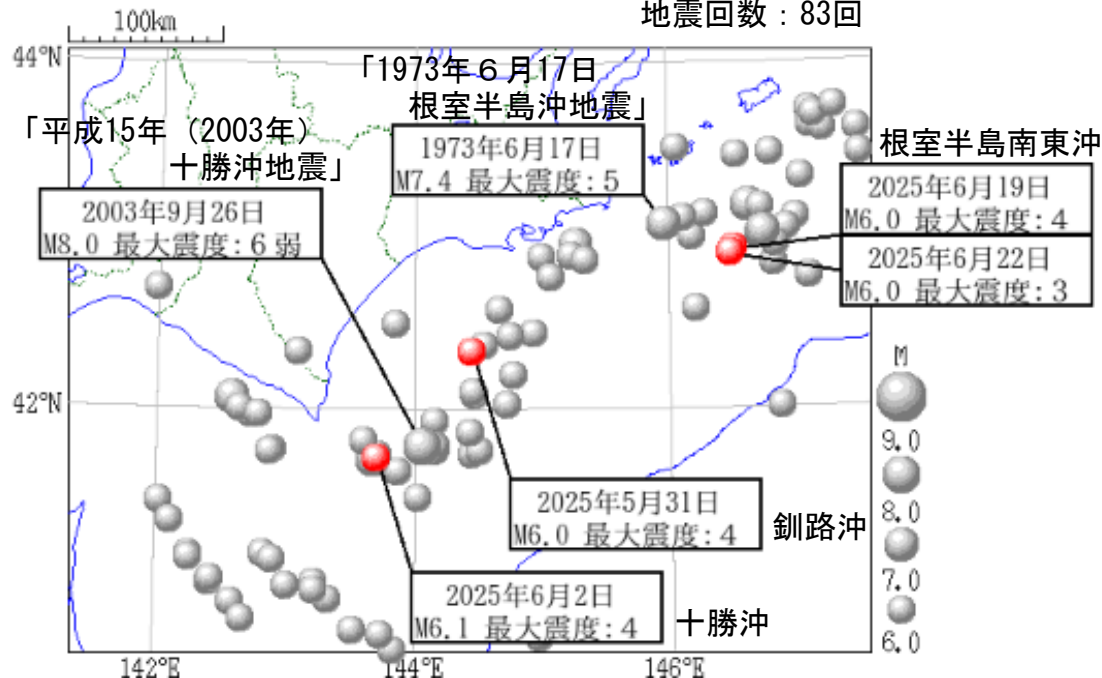 100km
地震回数：83回
44°N
「1973年６月17日
根室半島沖地震」
「平成15年（2003年）
十勝沖地震」
1973年6月17日
M7.4 最大震度：5
根室半島南東沖
2025年6月19日
M6.0 最大震度：4
2003年9月26日
M8.0 最大震度：6弱
2025年6月22日
M6.0 最大震度：3
M
42°N
9.0
8.0
7.0
6.0
2025年5月31日
M6.0 最大震度：4
釧路沖
2025年6月2日
M6.1 最大震度：4
十勝沖
142°E
144°E
146°E